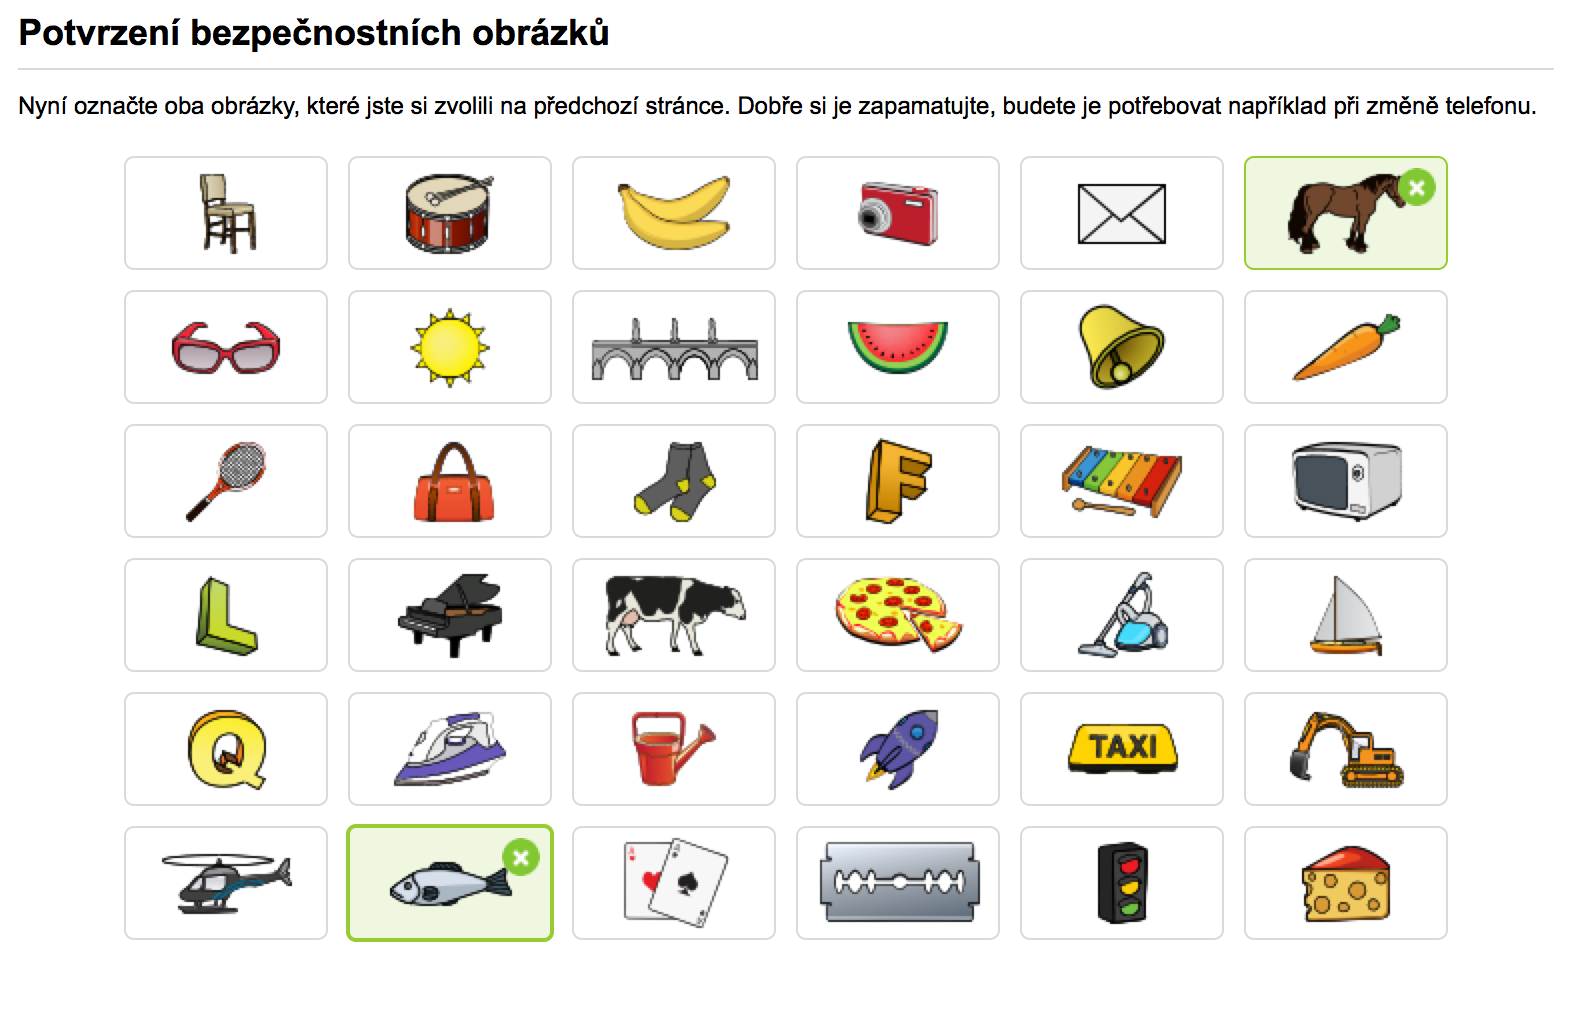 Potvrzení bezpečnostních obrázků
Nyní označte oba obrázky, které jste si zvolili na předchozí stránce. Dobře si je zapamatujte, budete je potřebovat například při změně telefonu.
F
L
Q
TAXI
A
A